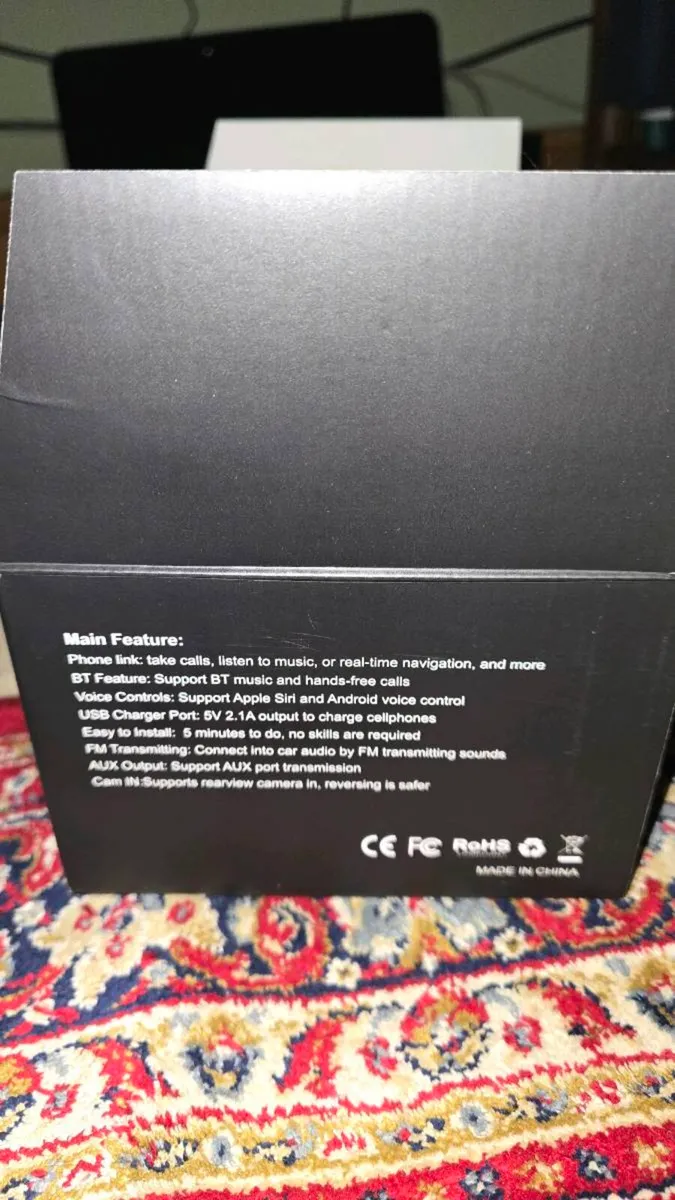 Main Feature:
Phone link: take calls, listen to music, or real-time navigation, and more
BT Feature: Support BT music and hands-free calls
Voice Controls: Support Apple Siri and Android voice control
USB Charger Port: 5V 2.1A output to charge cellphones
Easy to Install: 5 minutes to do, no skills are required
FM Transmitting: Connect into car audio by FM transmitting sounds
AUX Output: Support AUX port transmission
Cam IN:Supports rearview camera in, reversing is safer
CE FC RoHS
MADE IN CHINA